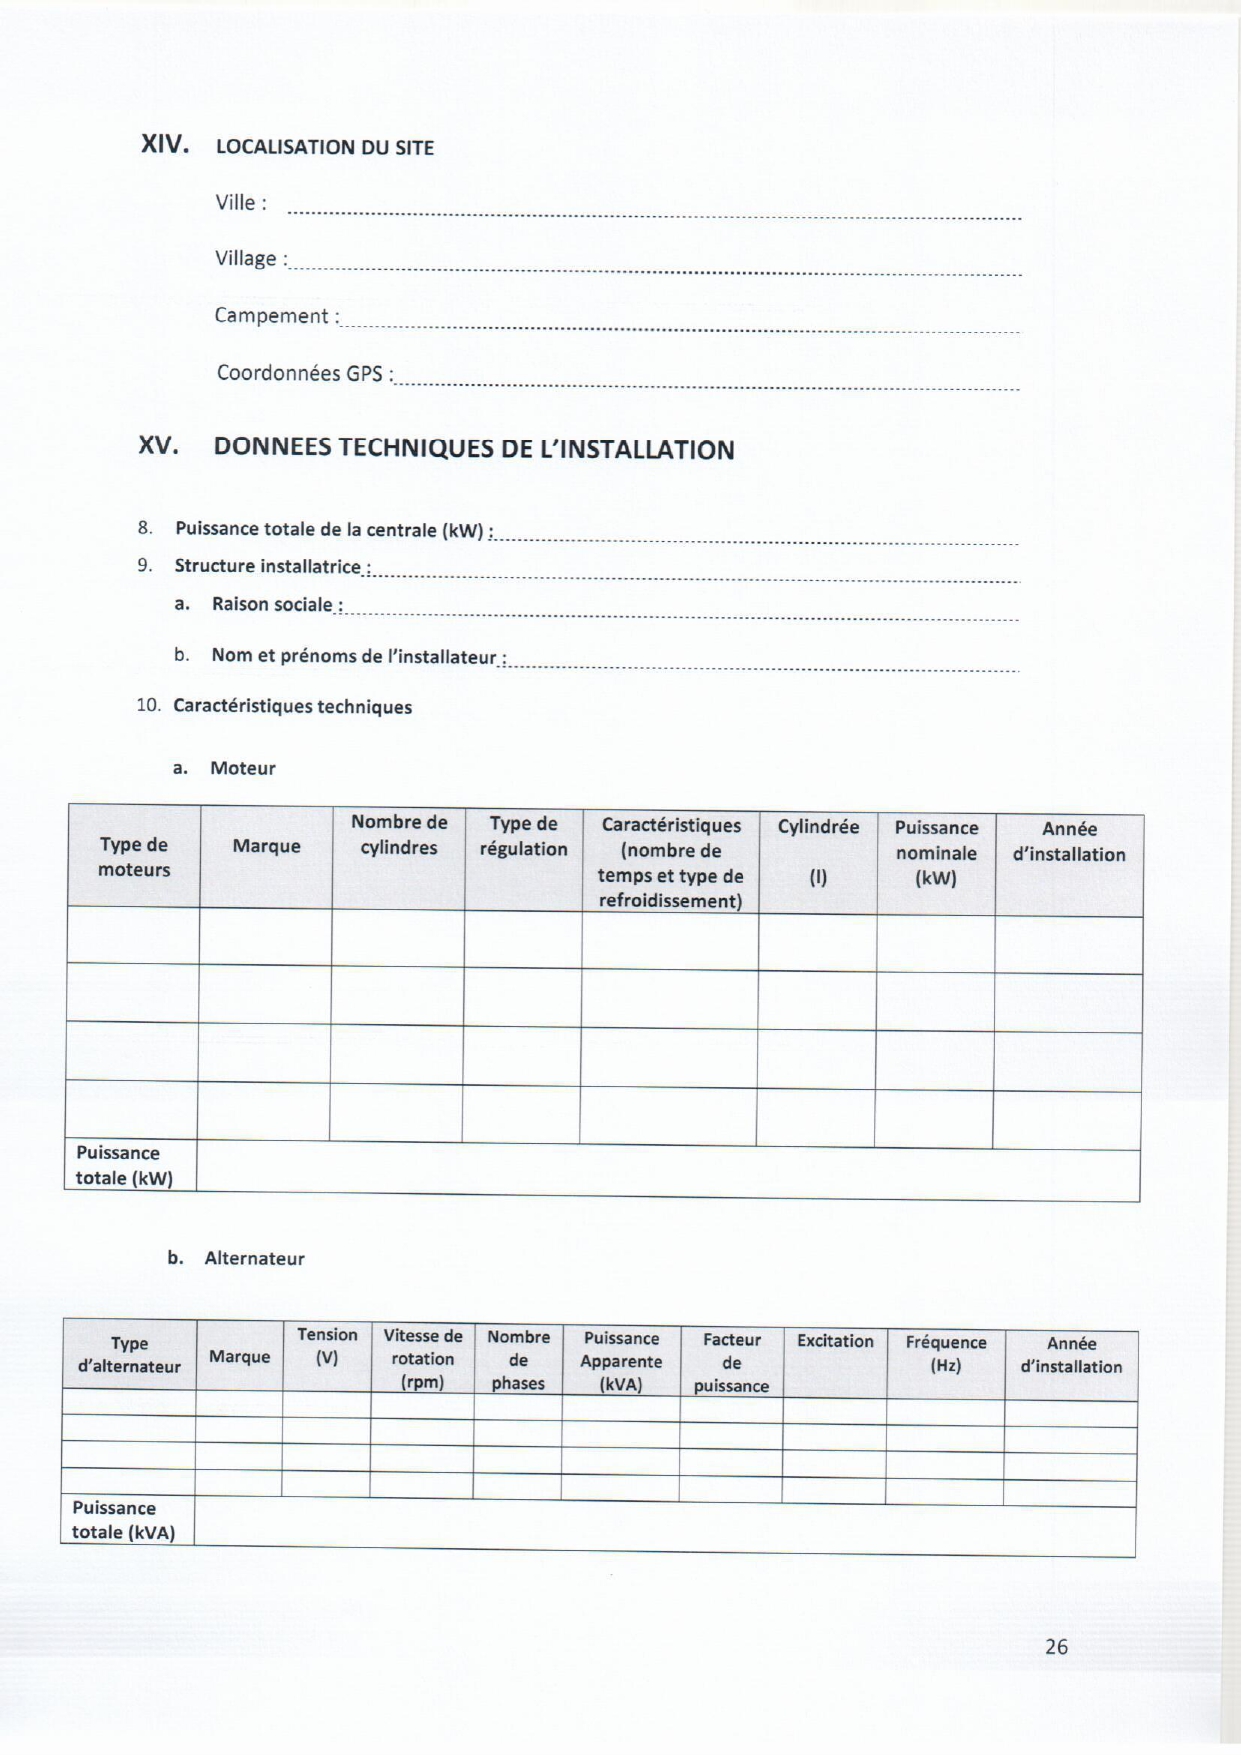 XIV. LOCALISATION DU SITE
Ville :
Village :
Campement :
Coordonnées GPS :
XV. DONNEES TECHNIQUES DE L'INSTALLATION
8. Puissance totale de la centrale (kW) :
9. Structure installatrice :
a. Raison sociale :
b. Nom et prénoms de l'installateur :
10. Caractéristiques techniques
a. Moteur
Type de moteurs
Marque
Nombre de cylindres
Type de régulation
Caractéristiques (nombre de temps et type de refroidissement)
Cylindrée (l)
Puissance nominale (kW)
Année d'installation
Puissance totale (kW)
b. Alternateur
Type d'alternateur
Marque
Tension (V)
Vitesse de rotation (rpm)
Nombre de phases
Puissance Apparente (kVA)
Facteur de puissance
Excitation
Fréquence (Hz)
Année d'installation
Puissance totale (kVA)
26